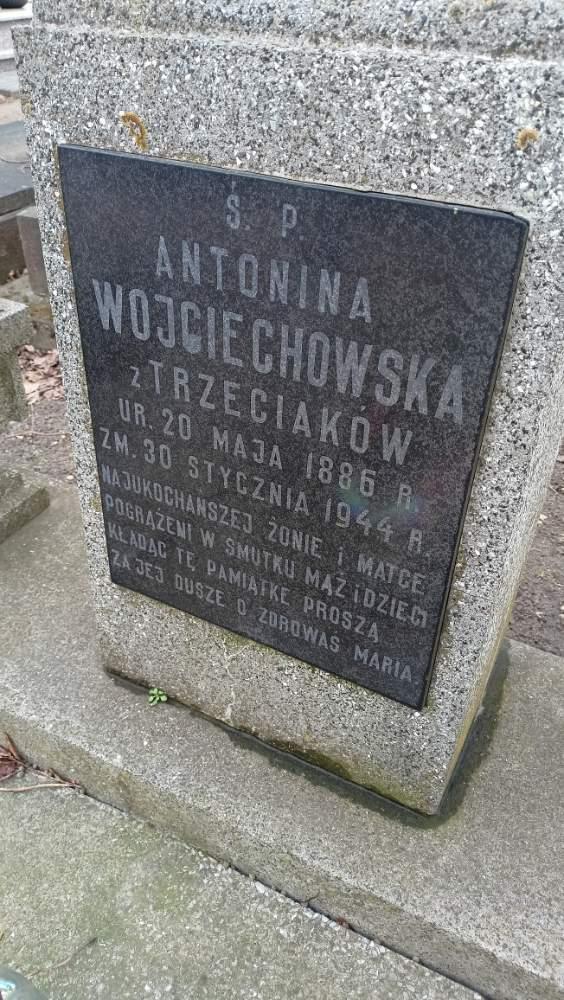 Ś. P.
ANTONINA
WOJCIECHOWSKA
z TRZECIAKÓW
UR. 20 MAJA 1886 R.
ZM. 30 STYCZNIA 1944 R.
NAJUKOCHAŃSZEJ ŻONIE i MATCE
POGRĄŻENI W SMUTKU MĄŻ i DZIECI
KŁADĄC TĘ PAMIĄTKĘ PROSZĄ
ZA JEJ DUSZĘ O ZDROWAŚ MARIA.